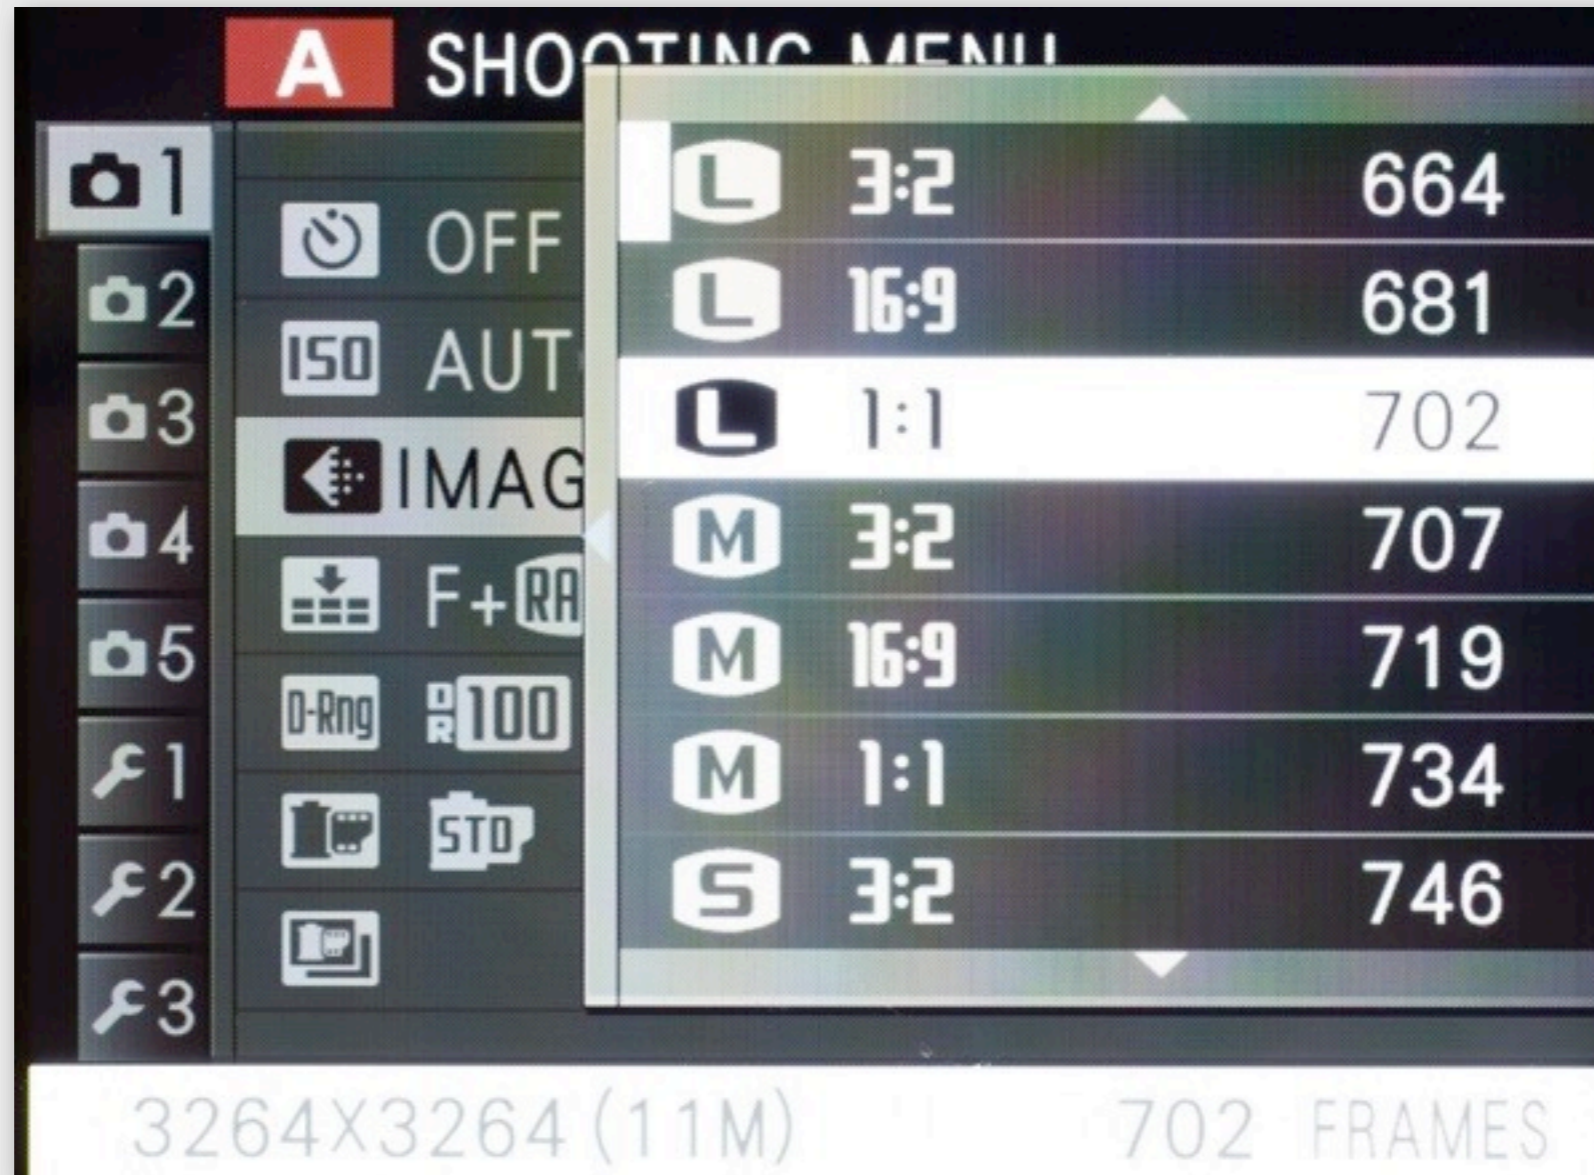 A SHOOTING MENU
1
2
3
4
5
1
2
3
OFF
ISO AUT
IMAG
F+RA
D-Rng DR100
STD
L 3:2 664
L 16:9 681
L 1:1 702
M 3:2 707
M 16:9 719
M 1:1 734
S 3:2 746
3264X3264(11M) 702 FRAMES